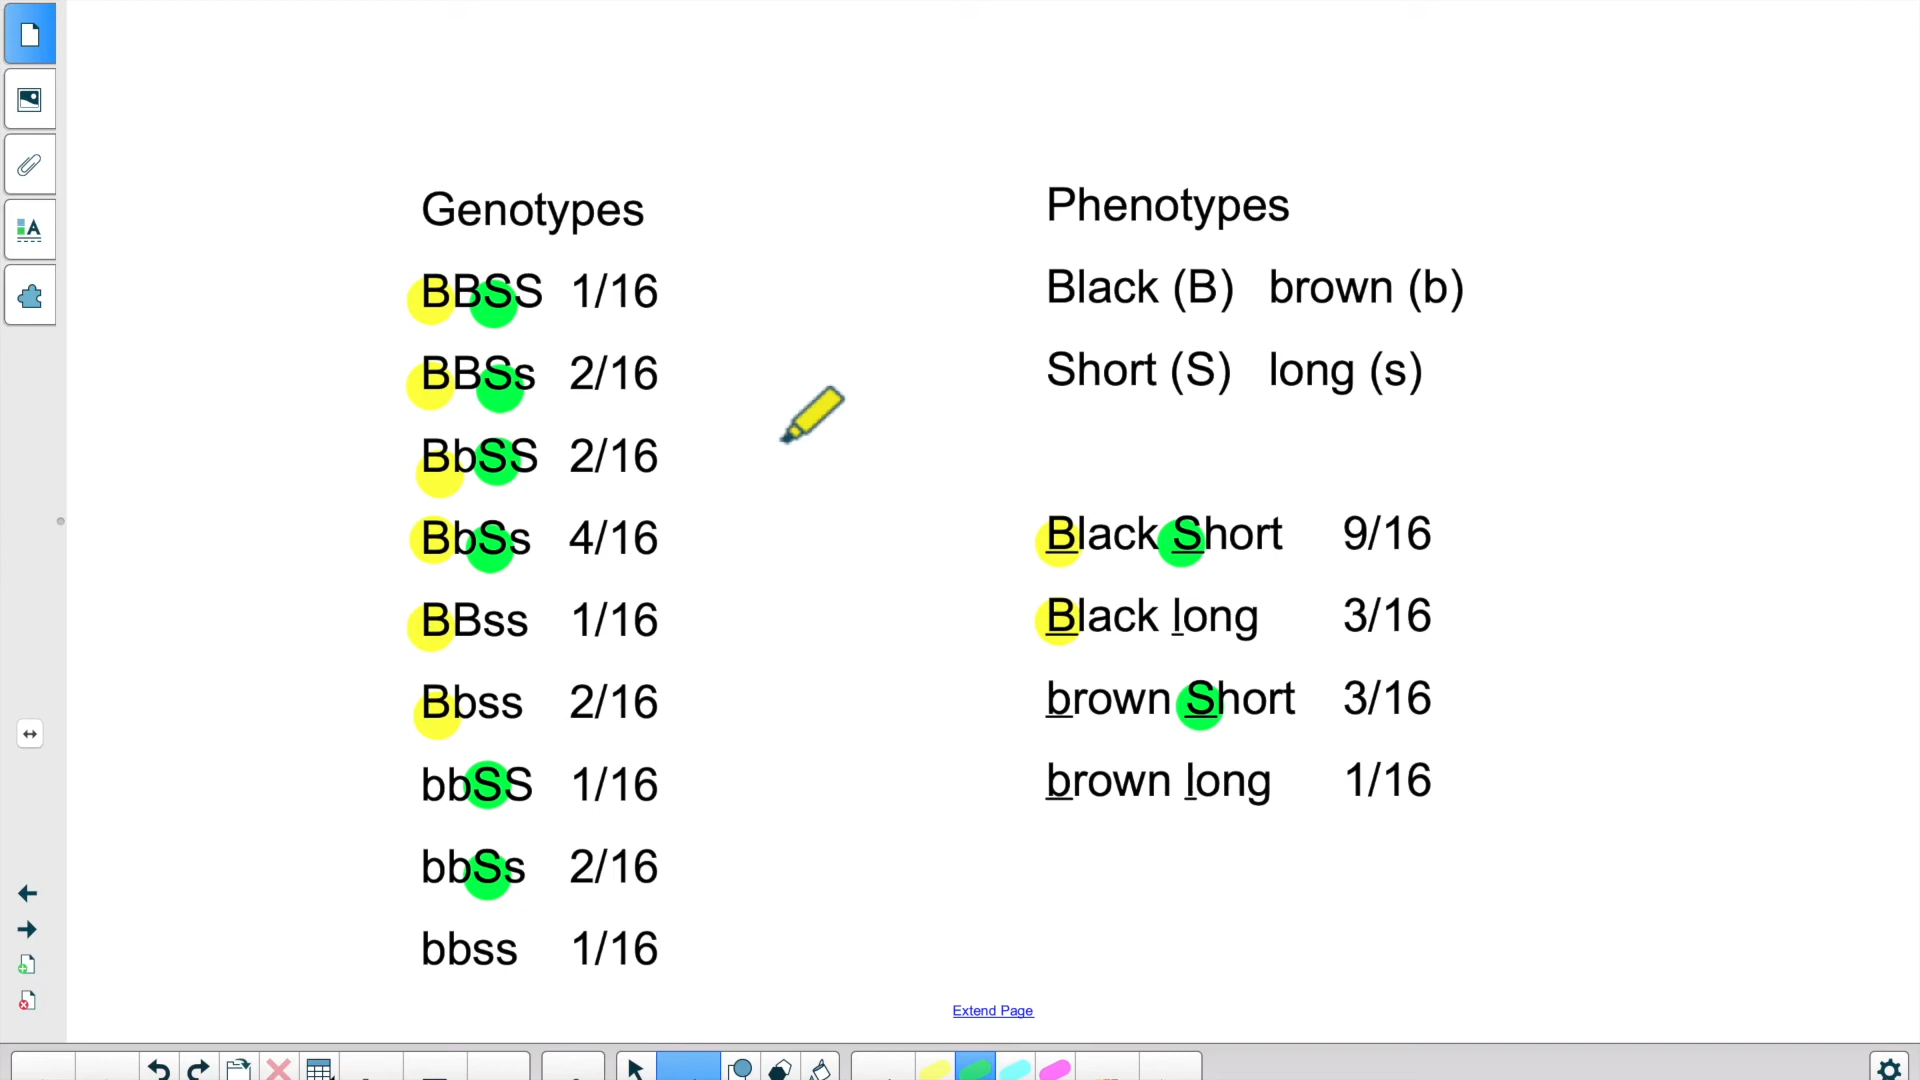 Genotypes
BBSS 1/16
BBSs 2/16
BbSS 2/16
BbSs 4/16
BBss 1/16
Bbss 2/16
bbSS 1/16
bbSs 2/16
bbss 1/16
Phenotypes
Black (B) brown (b)
Short (S) long (s)
Black Short 9/16
Black long 3/16
brown Short 3/16
brown long 1/16
Extend Page